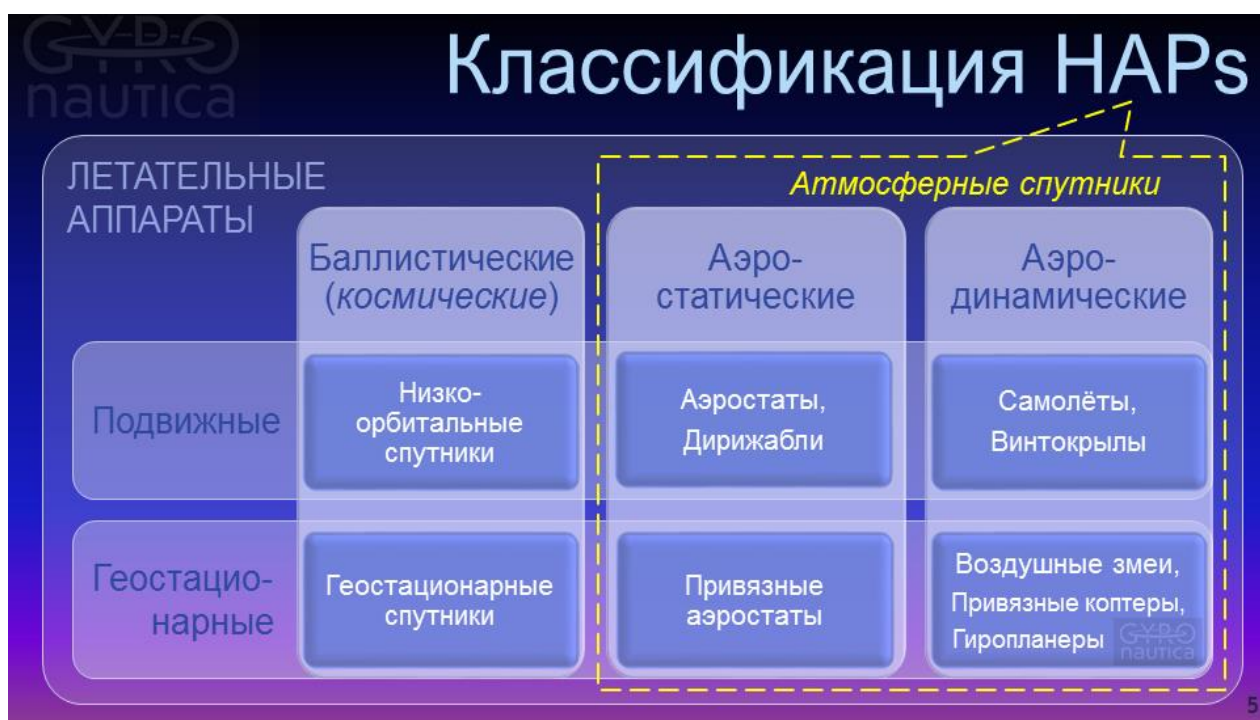 GYRO
nautica
Классификация HAPs
ЛЕТАТЕЛЬНЫЕ
АППАРАТЫ
Атмосферные спутники
Баллистические
(космические)
Аэро-
статические
Аэро-
динамические
Подвижные
Низко-
орбитальные
спутники
Аэростаты,
Дирижабли
Самолёты,
Винтокрылы
Геостацио-
нарные
Геостационарные
спутники
Привязные
аэростаты
Воздушные змеи,
Привязные коптеры,
Гиропланеры
GYRO
nautica
5